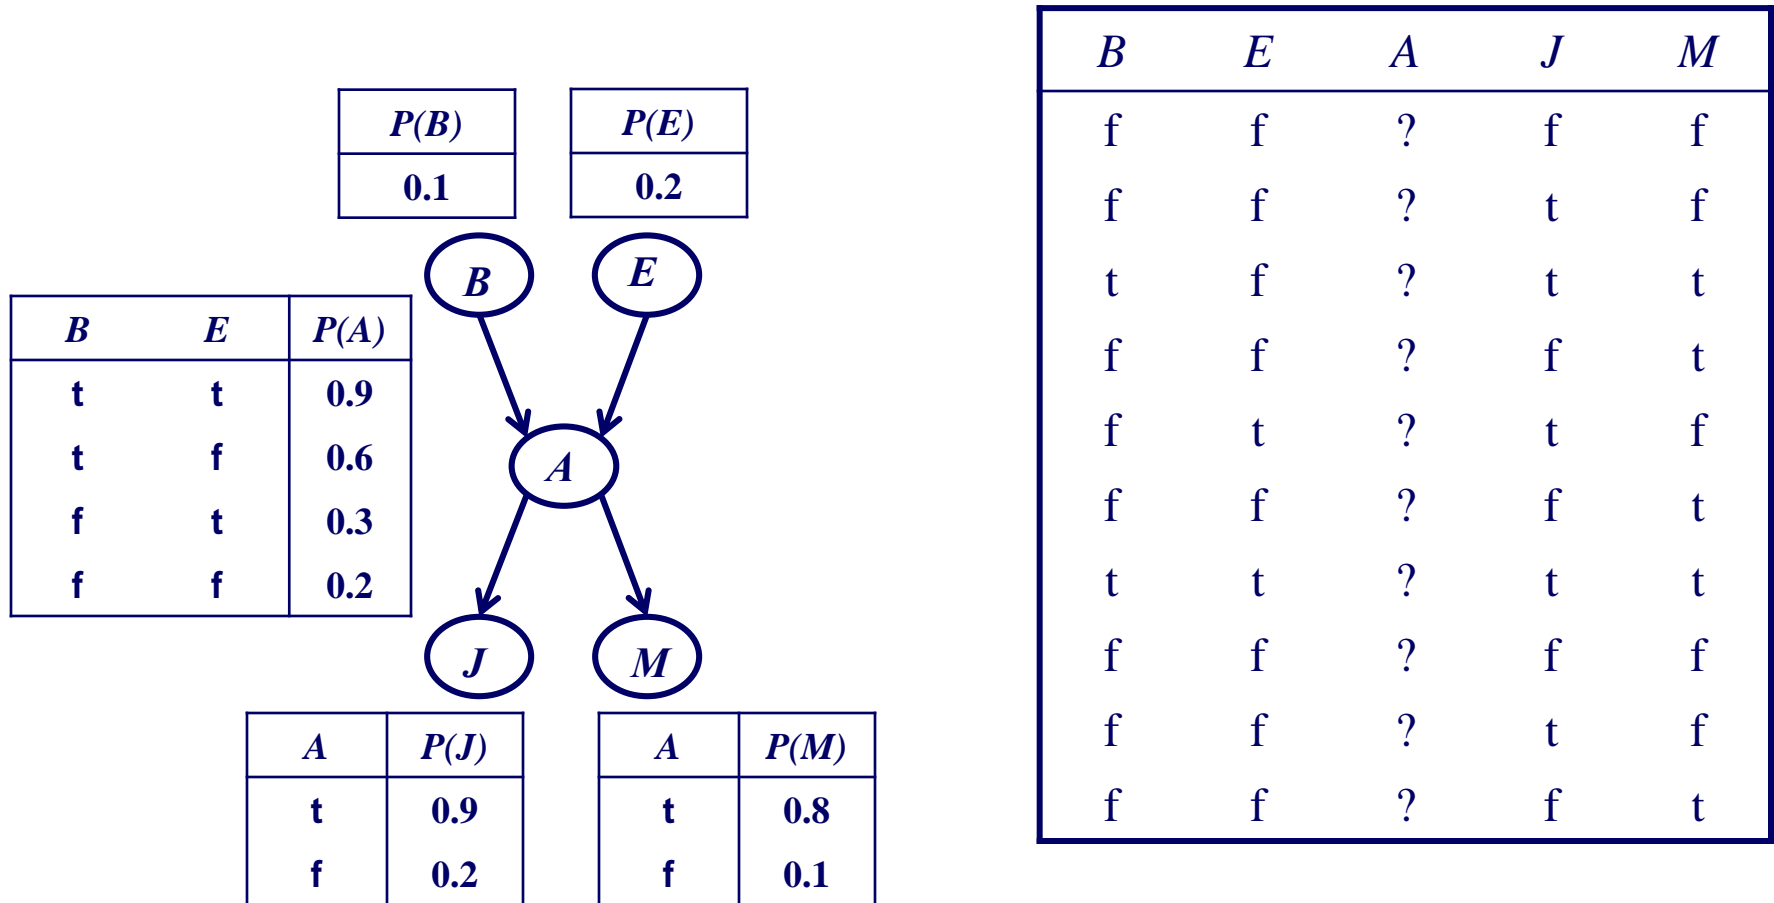 P(B) P(E)
0.1 0.2
B E
B E P(A)
t t 0.9
t f 0.6
f t 0.3
f f 0.2
A
J M
A P(J)
t 0.9
f 0.2
A P(M)
t 0.8
f 0.1
B E A J M
f f ? f f
f f ? t f
t f ? t t
f f ? f t
f t ? t f
f f ? f t
t t ? t t
f f ? f f
f f ? t f
f f ? f t